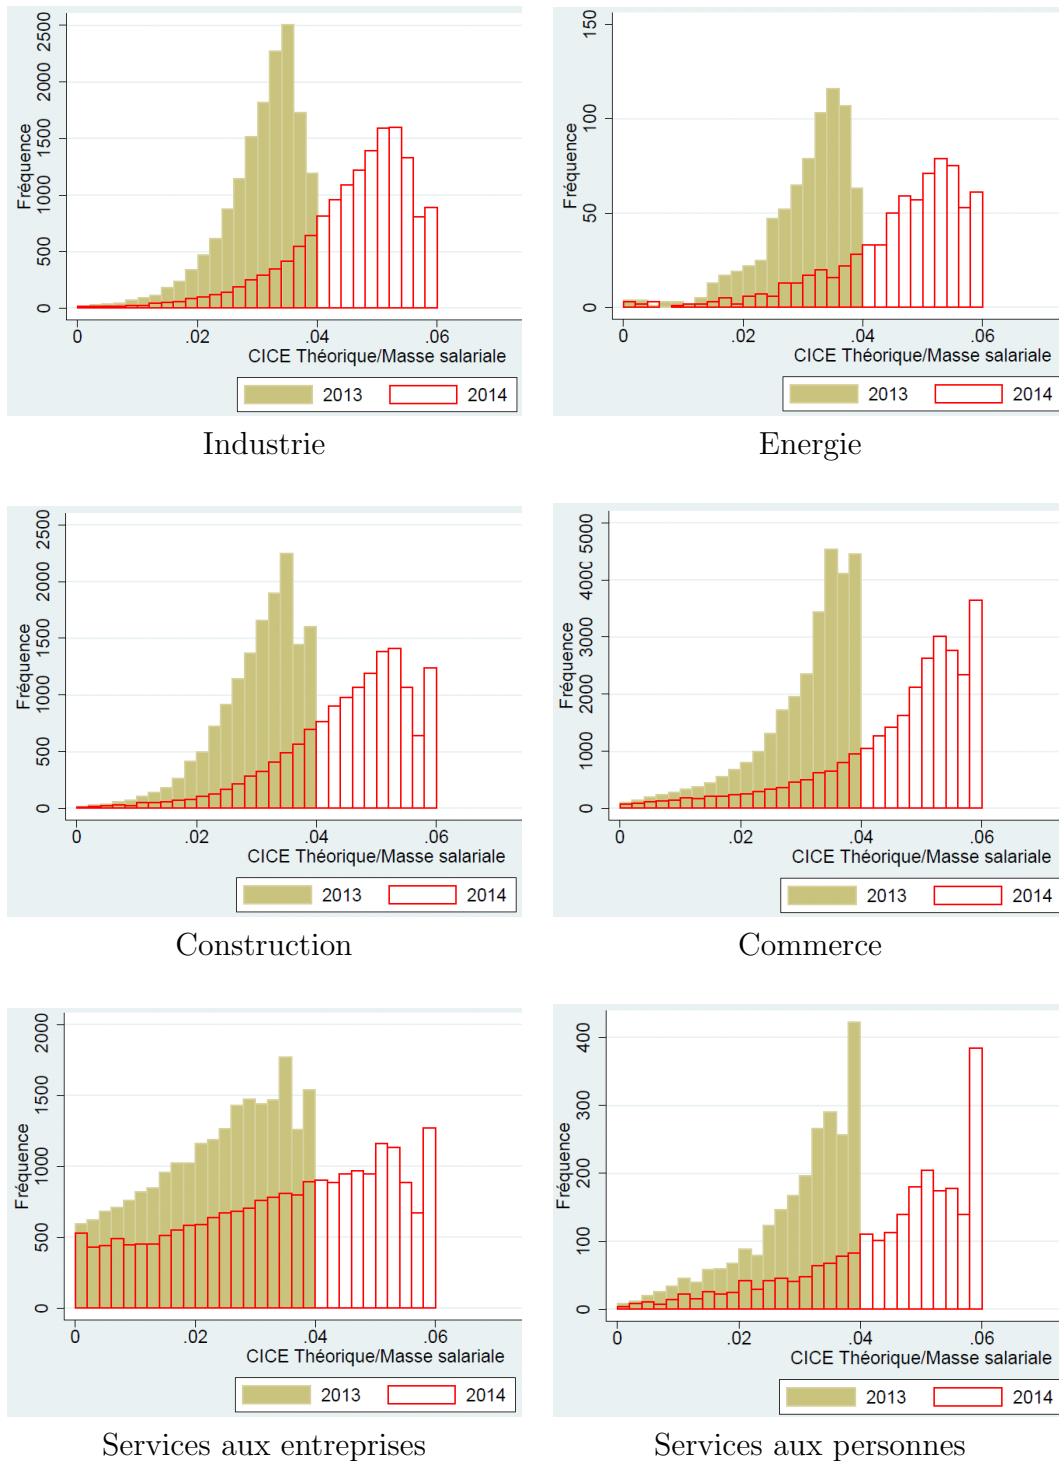 Fréquence
0 500 1000 1500 2000 2500
0 .02 .04 .06
CICE Théorique/Masse salariale
2013 2014
Industrie
Fréquence
0 50 100 150
0 .02 .04 .06
CICE Théorique/Masse salariale
2013 2014
Energie
Fréquence
0 500 1000 1500 2000 2500
0 .02 .04 .06
CICE Théorique/Masse salariale
2013 2014
Construction
Fréquence
0 1000 2000 3000 4000 5000
0 .02 .04 .06
CICE Théorique/Masse salariale
2013 2014
Commerce
Fréquence
0 500 1000 1500 2000
0 .02 .04 .06
CICE Théorique/Masse salariale
2013 2014
Services aux entreprises
Fréquence
0 100 200 300 400
0 .02 .04 .06
CICE Théorique/Masse salariale
2013 2014
Services aux personnes